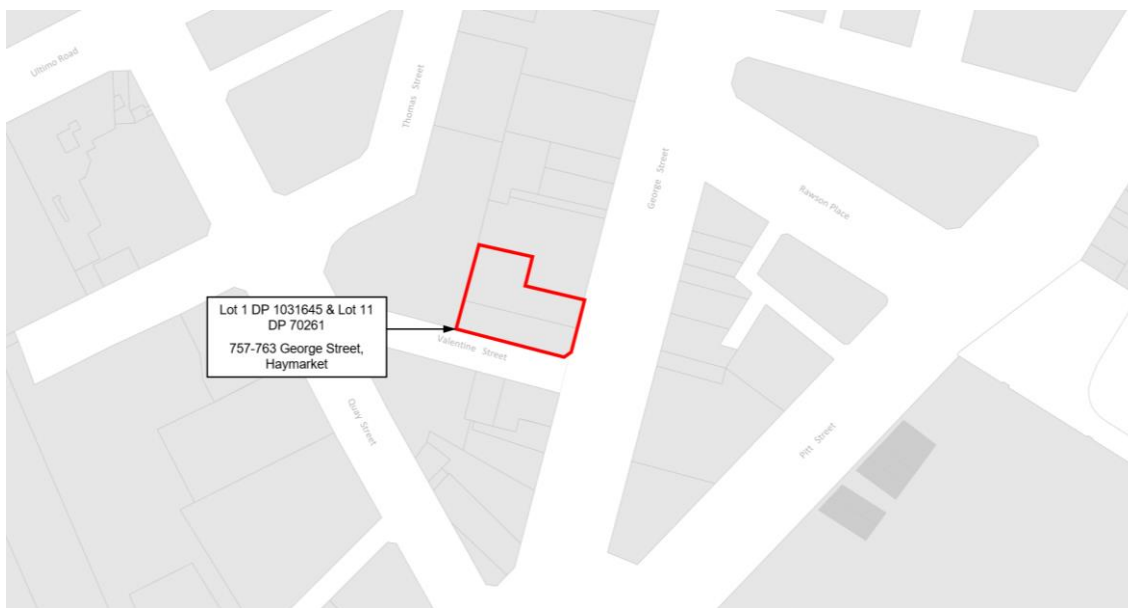 Ultimo Road
Thomas Street
George Street
Rawson Place
Lot 1 DP 1031645 & Lot 11
DP 70261
757-763 George Street,
Haymarket
Valentine Street
Quay Street
Pitt Street